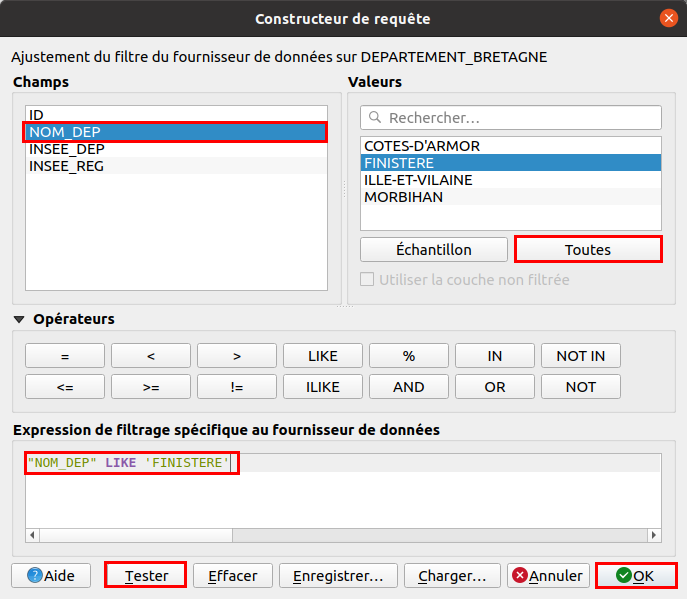 Constructeur de requête
Ajustement du filtre du fournisseur de données sur DEPARTEMENT_BRETAGNE
Champs
ID
NOM_DEP
INSEE_DEP
INSEE_REG
Valeurs
Rechercher...
COTES-D'ARMOR
FINISTERE
ILLE-ET-VILAINE
MORBIHAN
Échantillon Toutes
Utiliser la couche non filtrée
Opérateurs
= < > LIKE % IN NOT IN
<= >= != ILIKE AND OR NOT
Expression de filtrage spécifique au fournisseur de données
"NOM_DEP" LIKE 'FINISTERE'
Aide Tester Effacer Enregistrer... Charger... Annuler OK